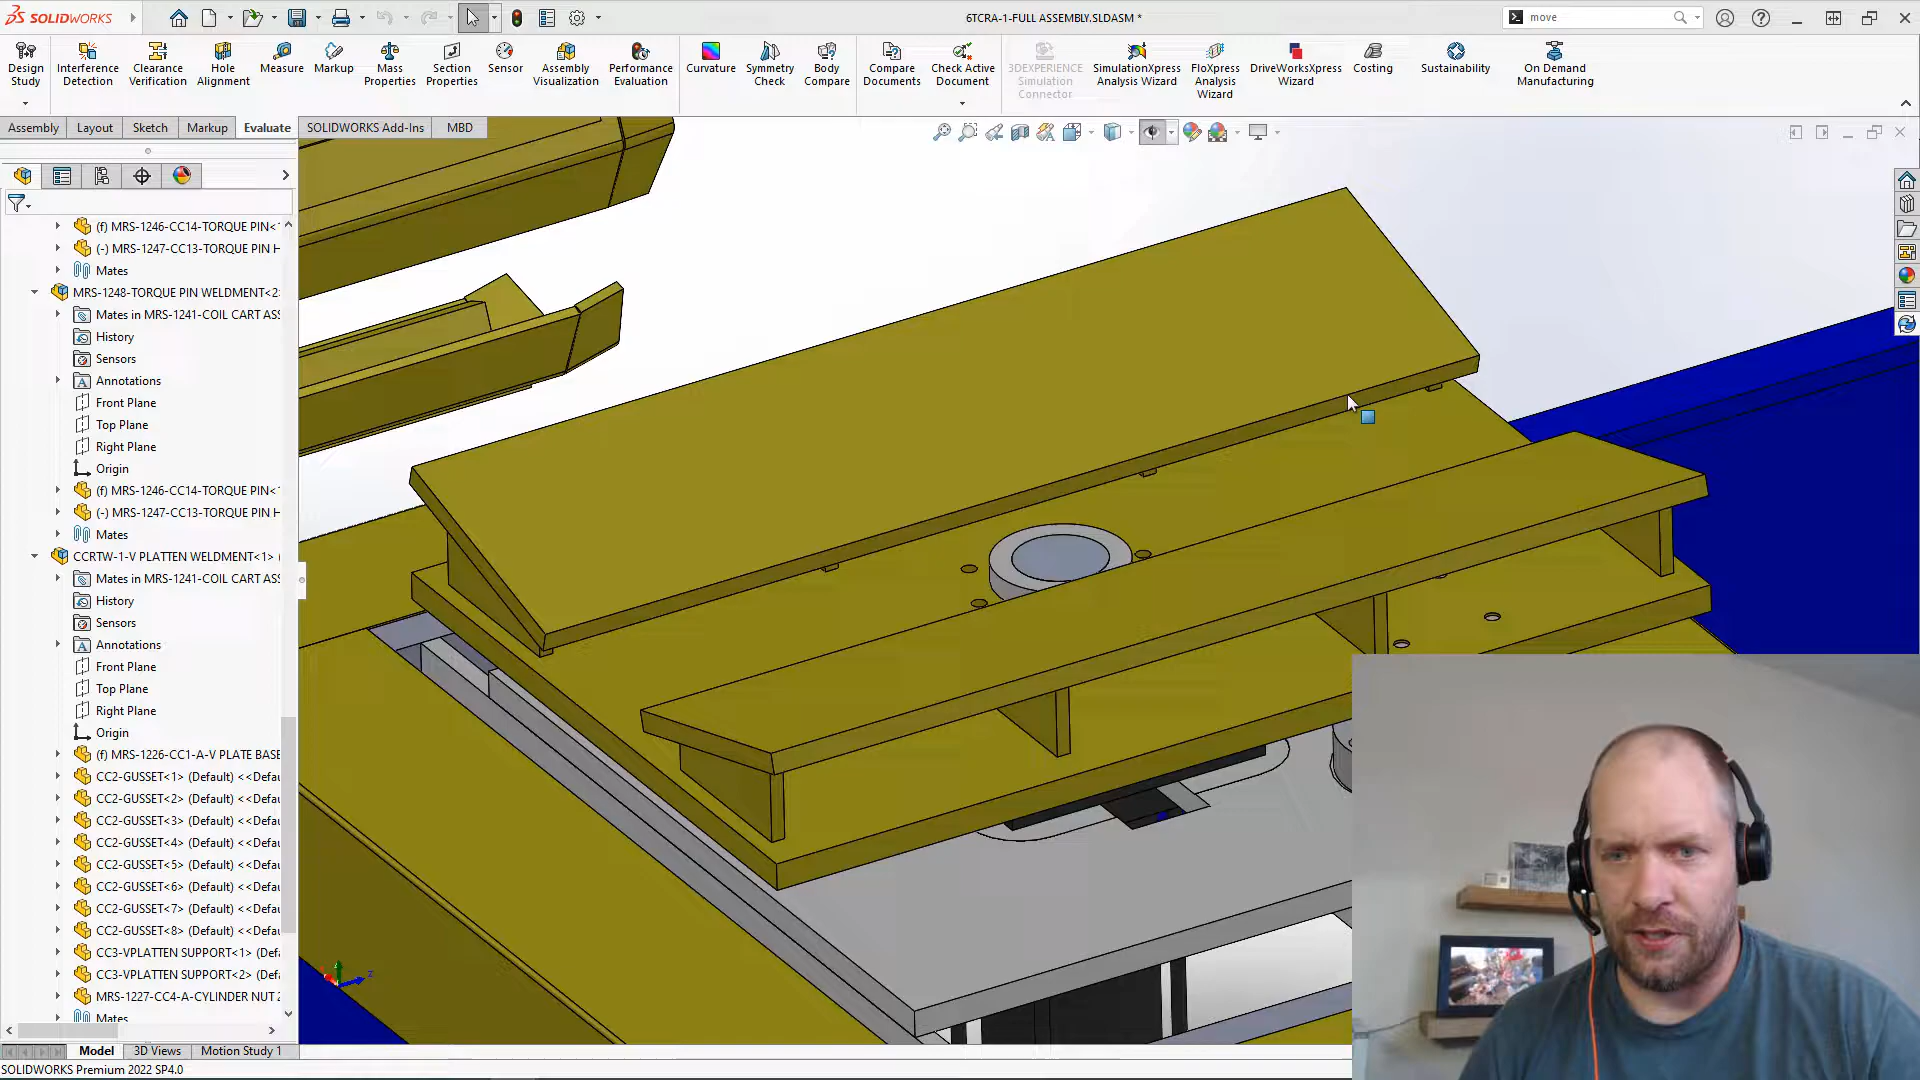 SOLIDWORKS
6TCRA-1-FULL ASSEMBLY.SLDASM *
move
Design Study
Interference Detection
Clearance Verification
Hole Alignment
Measure
Markup
Mass Properties
Section Properties
Sensor
Assembly Visualization
Performance Evaluation
Curvature
Symmetry Check
Body Compare
Compare Documents
Check Active Document
3DEXPERIENCE Simulation Connector
SimulationXpress Analysis Wizard
FloXpress Analysis Wizard
DriveWorksXpress Wizard
Costing
Sustainability
On Demand Manufacturing
Assembly
Layout
Sketch
Markup
Evaluate
SOLIDWORKS Add-Ins
MBD
(f) MRS-1246-CC14-TORQUE PIN<
(-) MRS-1247-CC13-TORQUE PIN H
Mates
MRS-1248-TORQUE PIN WELDMENT<2
Mates in MRS-1241-COIL CART ASS
History
Sensors
Annotations
Front Plane
Top Plane
Right Plane
Origin
(f) MRS-1246-CC14-TORQUE PIN<
(-) MRS-1247-CC13-TORQUE PIN H
Mates
CCRTW-1-V PLATTEN WELDMENT<1> (
Mates in MRS-1241-COIL CART ASS
History
Sensors
Annotations
Front Plane
Top Plane
Right Plane
Origin
(f) MRS-1226-CC1-A-V PLATE BASE
CC2-GUSSET<1> (Default) <<Defau
CC2-GUSSET<2> (Default) <<Defau
CC2-GUSSET<3> (Default) <<Defau
CC2-GUSSET<4> (Default) <<Defau
CC2-GUSSET<5> (Default) <<Defau
CC2-GUSSET<6> (Default) <<Defau
CC2-GUSSET<7> (Default) <<Defau
CC2-GUSSET<8> (Default) <<Defau
CC3-VPLATTEN SUPPORT<1> (Def
CC3-VPLATTEN SUPPORT<2> (Def
MRS-1227-CC4-A-CYLINDER NUT 2
Mates
Z
Model
3D Views
Motion Study 1
SOLIDWORKS Premium 2022 SP4.0